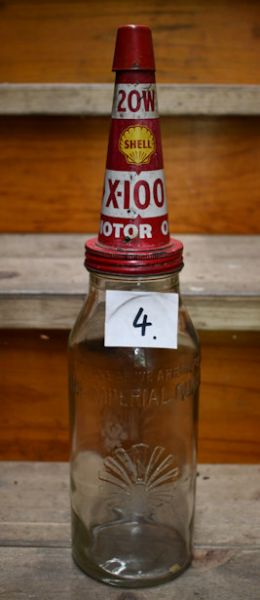 20W
SHELL
X-100
MOTOR O
4.
IMPERIAL